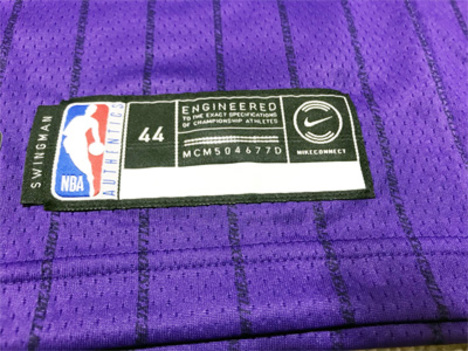 SWINGMAN
NBA
AUTHENTICS
44
ENGINEERED
TO THE EXACT SPECIFICATIONS
OF CHAMPIONSHIP ATHLETES
MCM504677D
NIKECONNECT